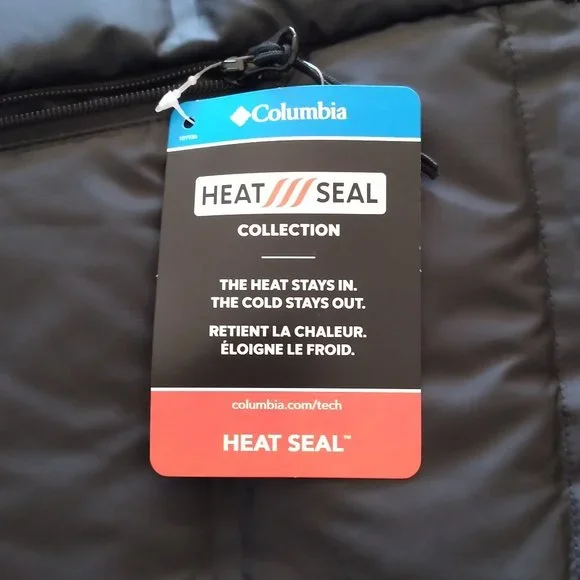 Columbia
HEAT SEAL
COLLECTION
THE HEAT STAYS IN.
THE COLD STAYS OUT.
RETIENT LA CHALEUR.
ÉLOIGNE LE FROID.
columbia.com/tech
HEAT SEAL™